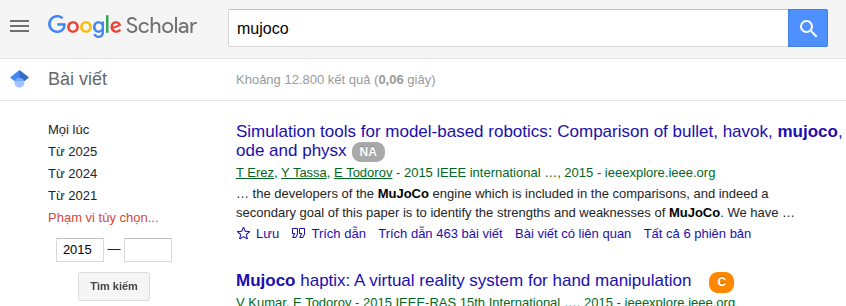 Google Scholar
mujoco
Bài viết
Khoảng 12.800 kết quả (0,06 giây)
Mọi lúc
Từ 2025
Từ 2024
Từ 2021
Phạm vi tùy chọn...
2015 —
Tìm kiếm
Simulation tools for model-based robotics: Comparison of bullet, havok, mujoco,
ode and physx NA
T Erez, Y Tassa, E Todorov - 2015 IEEE international …, 2015 - ieeexplore.ieee.org
… the developers of the MuJoCo engine which is included in the comparisons, and indeed a
secondary goal of this paper is to identify the strengths and weaknesses of MuJoCo. We have …
Lưu Trích dẫn Trích dẫn 463 bài viết Bài viết có liên quan Tất cả 6 phiên bản
Mujoco haptix: A virtual reality system for hand manipulation C
V Kumar, E Todorov - 2015 IEEE-RAS 15th International …, 2015 - ieeexplore.ieee.org